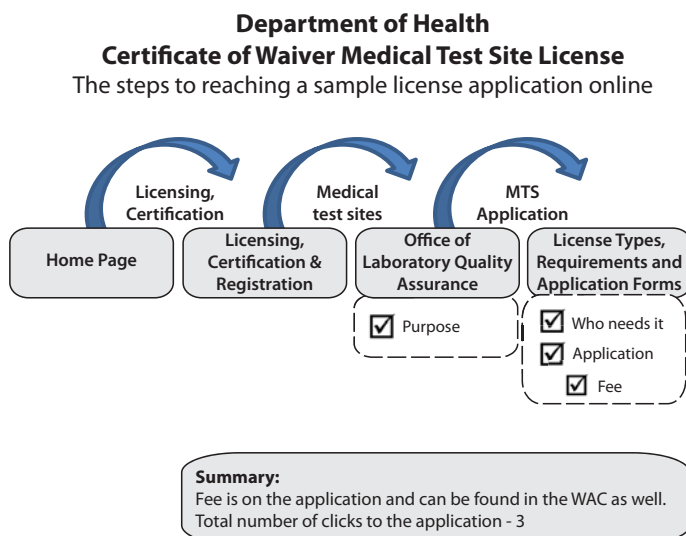 Department of Health
Certificate of Waiver Medical Test Site License
The steps to reaching a sample license application online
Licensing,
Certification
Medical
test sites
MTS
Application
Home Page
Licensing,
Certification &
Registration
Office of
Laboratory Quality
Assurance
License Types,
Requirements and
Application Forms
Purpose
Who needs it
Application
Fee
Summary:
Fee is on the application and can be found in the WAC as well.
Total number of clicks to the application - 3